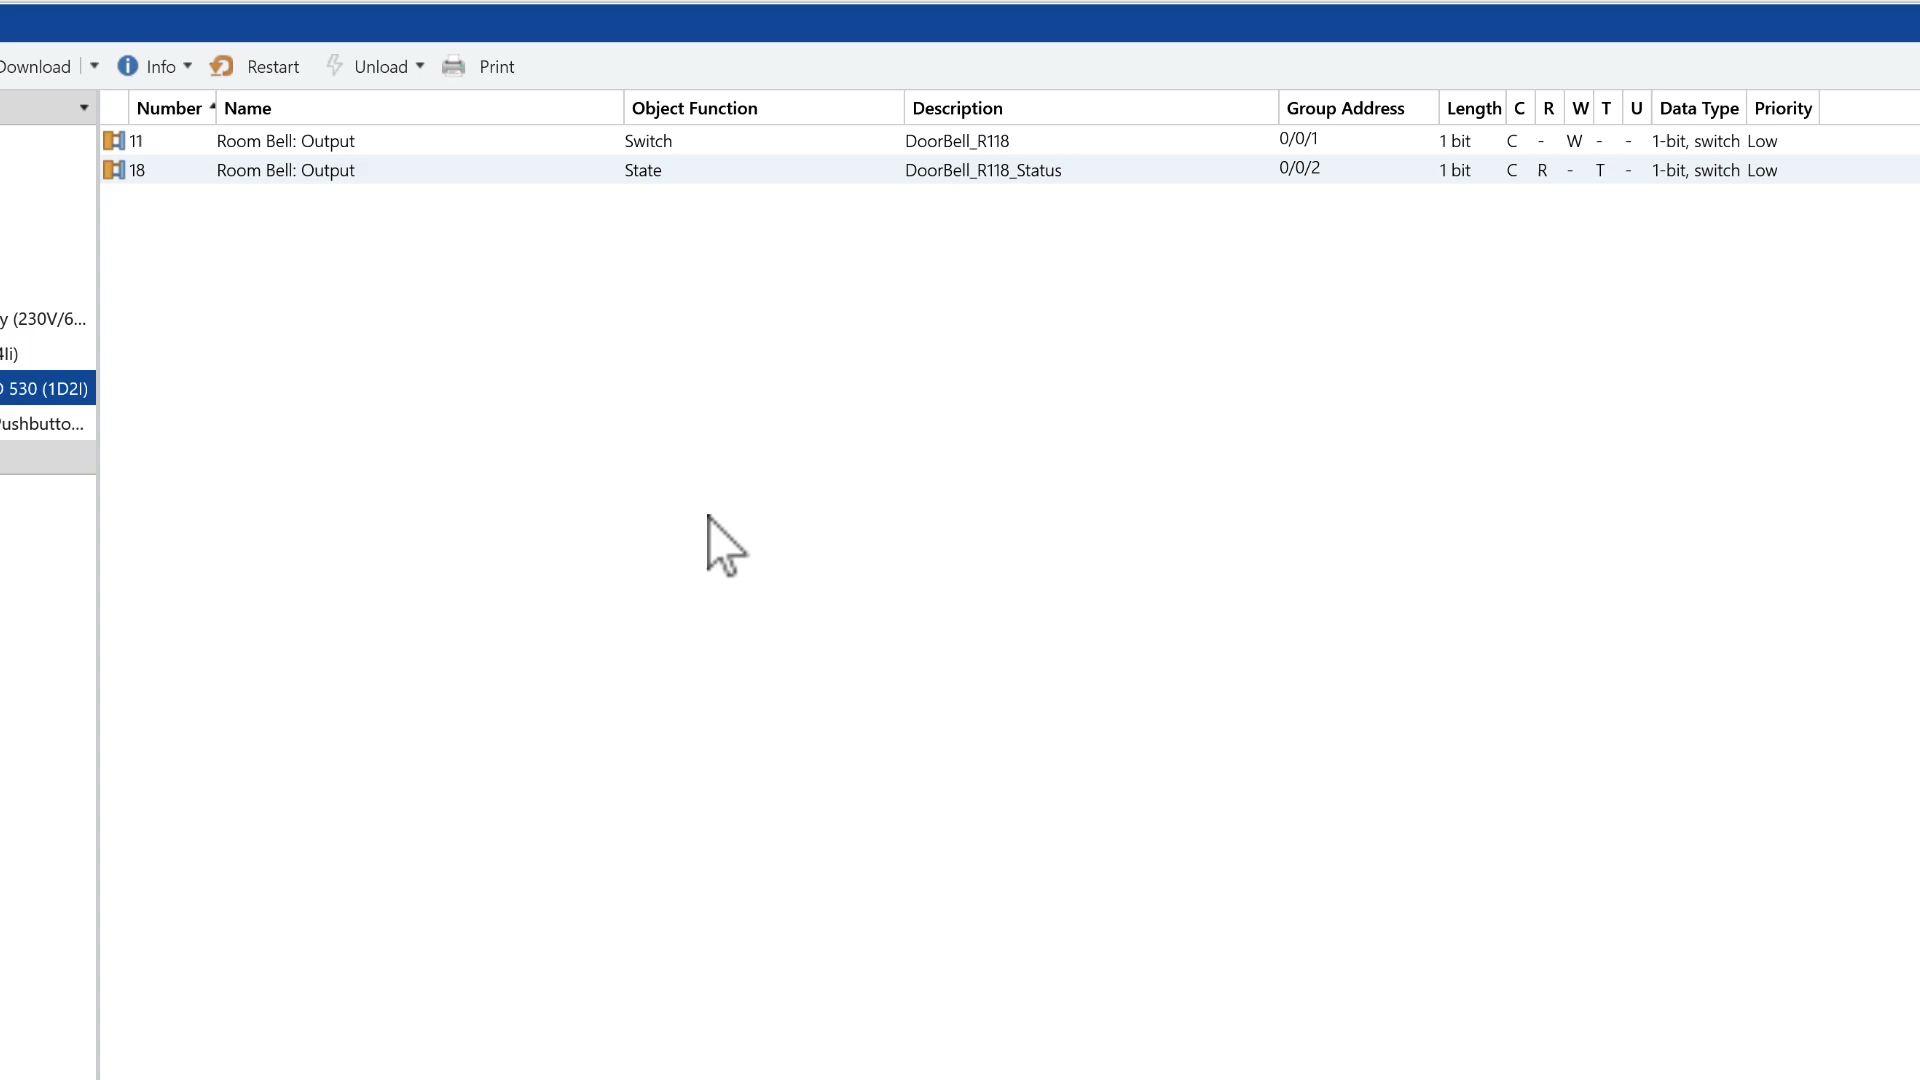 Download Info Restart Unload Print
Number Name Object Function Description Group Address Length C R W T U Data Type Priority
11 Room Bell: Output Switch DoorBell_R118 0/0/1 1 bit C - W - - 1-bit, switch Low
18 Room Bell: Output State DoorBell_R118_Status 0/0/2 1 bit C R - T - 1-bit, switch Low
y (230V/6...
4li)
530 (1D2I)
Pushbutto...